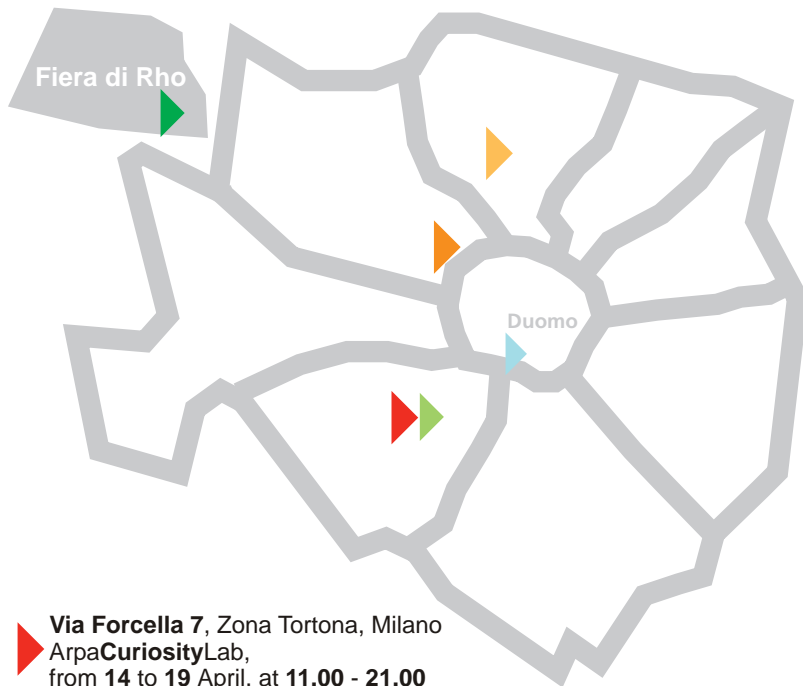 Fiera di Rho
Duomo
Via Forcella 7, Zona Tortona, Milano
ArpaCuriosityLab,
from 14 to 19 April, at 11.00 - 21.00